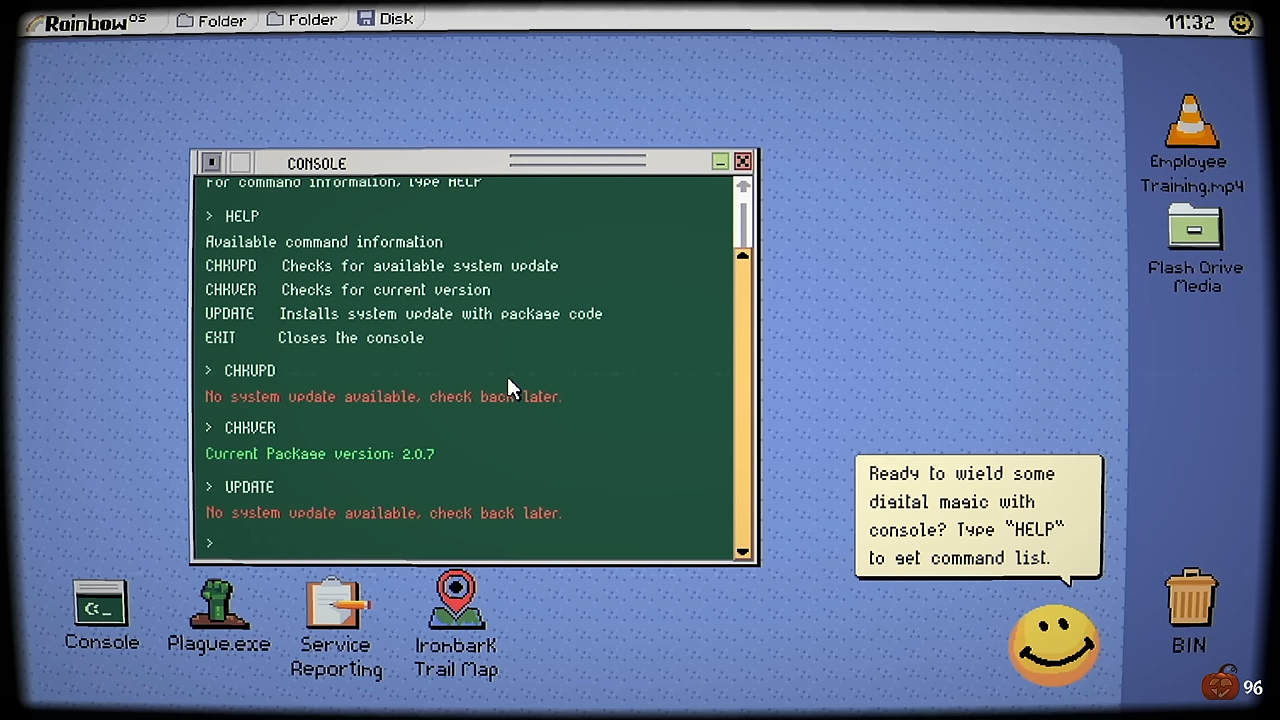 RainbowOS
Folder
Folder
Disk
11:32
CONSOLE
For command information, type HELP
> HELP
Available command information
CHKUPD Checks for available system update
CHKVER Checks for current version
UPDATE Installs system update with package code
EXIT Closes the console
> CHKUPD
No system update available, check back later.
> CHKVER
Current Package version: 2.0.7
> UPDATE
No system update available, check back later.
>
Employee
Training.mp4
Flash Drive
Media
Ready to wield some
digital magic with
console? Type "HELP"
to get command list.
C:\_
Console
Plague.exe
Service
Reporting
Ironbark
Trail Map
BIN
96